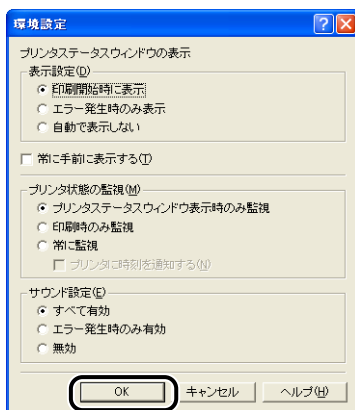 環境設定
プリンタステータスウィンドウの表示
表示設定(D)
印刷開始時に表示
エラー発生時のみ表示
自動で表示しない
常に手前に表示する(T)
プリンタ状態の監視(M)
プリンタステータスウィンドウ表示時のみ監視
印刷時のみ監視
常に監視
プリンタに時刻を通知する(N)
サウンド設定(E)
すべて有効
エラー発生時のみ有効
無効
OK
キャンセル
ヘルプ(H)